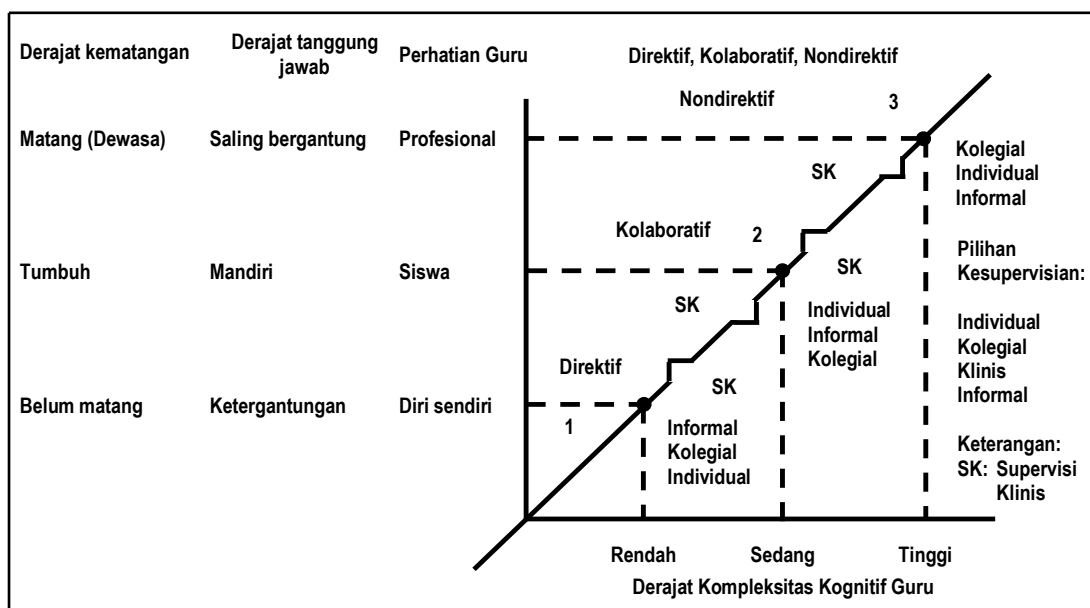 Derajat kematangan
Derajat tanggung
jawab
Perhatian Guru
Direktif, Kolaboratif, Nondirektif
Nondirektif
3
Matang (Dewasa)
Saling bergantung
Profesional
SK
Kolegial
Individual
Informal
Kolaboratif
2
Tumbuh
Mandiri
Siswa
SK
Pilihan
Kesupervisian:
SK
Individual
Informal
Kolegial
Individual
Kolegial
Klinis
Informal
Direktif
SK
Belum matang
Ketergantungan
Diri sendiri
1
Informal
Kolegial
Individual
Keterangan:
SK: Supervisi
Klinis
Rendah
Sedang
Tinggi
Derajat Kompleksitas Kognitif Guru